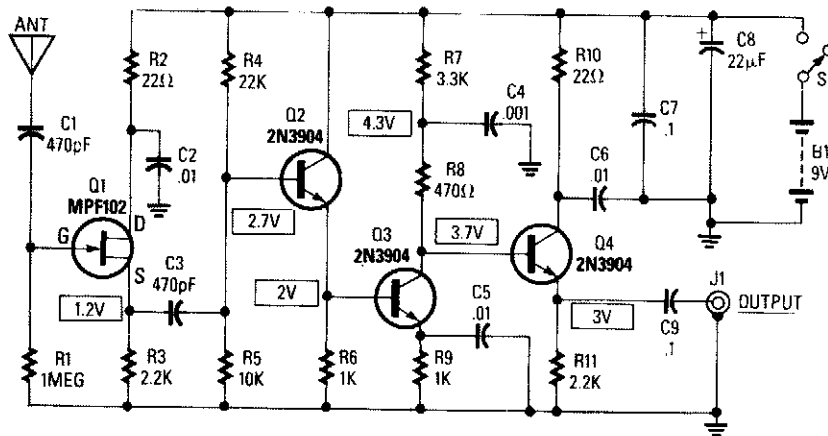 ANT
C1
470pF
Q1
MPF102
G
D
S
R1
1MEG
R2
22Ω
C2
.01
C3
470pF
1.2V
R3
2.2K
R4
22K
2.7V
R5
10K
Q2
2N3904
2V
R6
1K
R7
3.3K
4.3V
C4
.001
R8
470Ω
3.7V
Q3
2N3904
C5
.01
R9
1K
R10
22Ω
C6
.01
Q4
2N3904
3V
R11
2.2K
C7
.1
+
C8
22µF
S1
B1
9V
C9
.1
J1
OUTPUT